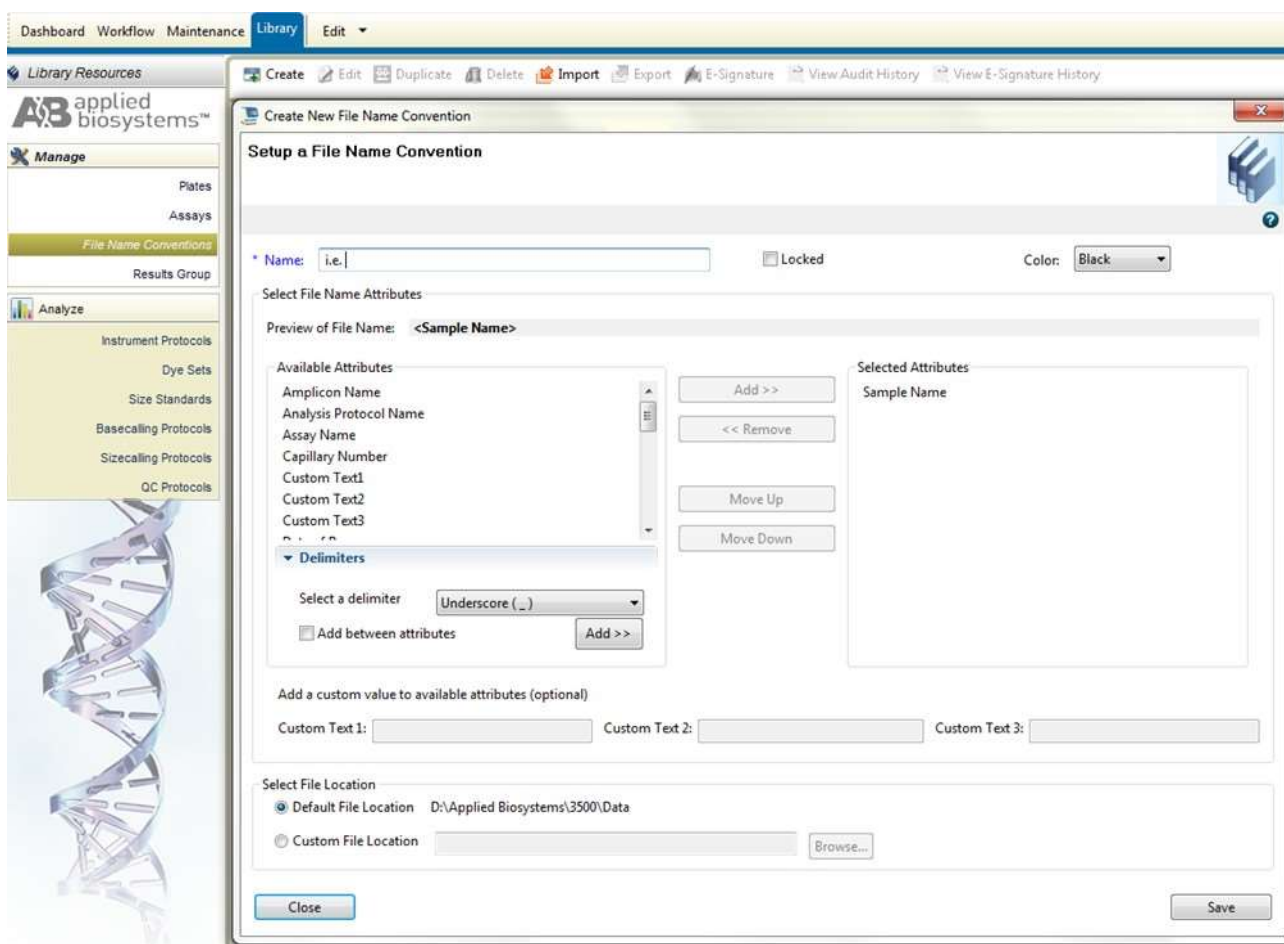 Dashboard Workflow Maintenance Library Edit
Library Resources
Create Edit Duplicate Delete Import Export E-Signature View Audit History View E-Signature History
AB applied biosystems™
Create New File Name Convention
Setup a File Name Convention
Manage
Plates
Assays
File Name Conventions
Results Group
Analyze
Instrument Protocols
Dye Sets
Size Standards
Basecalling Protocols
Sizecalling Protocols
QC Protocols
* Name: i.e. Locked Color: Black
Select File Name Attributes
Preview of File Name: <Sample Name>
Available Attributes
Amplicon Name
Analysis Protocol Name
Assay Name
Capillary Number
Custom Text1
Custom Text2
Custom Text3
Add >>
<< Remove
Move Up
Move Down
Selected Attributes
Sample Name
Delimiters
Select a delimiter Underscore ( _ )
Add between attributes Add >>
Add a custom value to available attributes (optional)
Custom Text 1: Custom Text 2: Custom Text 3:
Select File Location
Default File Location D:\Applied Biosystems\3500\Data
Custom File Location Browse...
Close Save